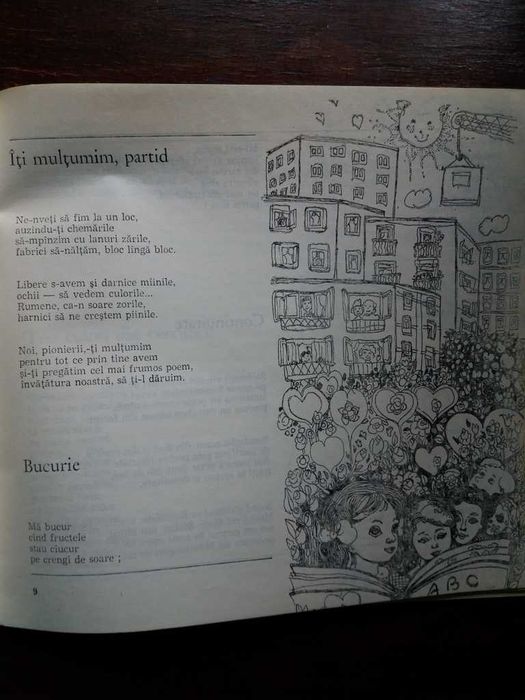 Îți mulțumim, partid
Ne-nveți să fim la un loc,
auzindu-ți chemările
să-mpînzim cu lanuri zările,
fabrici să-nălțăm, bloc lîngă bloc.
Libere s-avem și darnice mîinile,
ochii — să vedem culorile...
Rumene, ca-n soare zorile,
harnici să ne creștem pîinile.
Noi, pionierii,-ți mulțumim
pentru tot ce prin tine avem
și-ți pregătim cel mai frumos poem,
învățătura noastră, să ți-l dăruim.
Bucurie
Mă bucur
cînd fructele
stau ciucur
pe crengi de soare ;
9
A B C